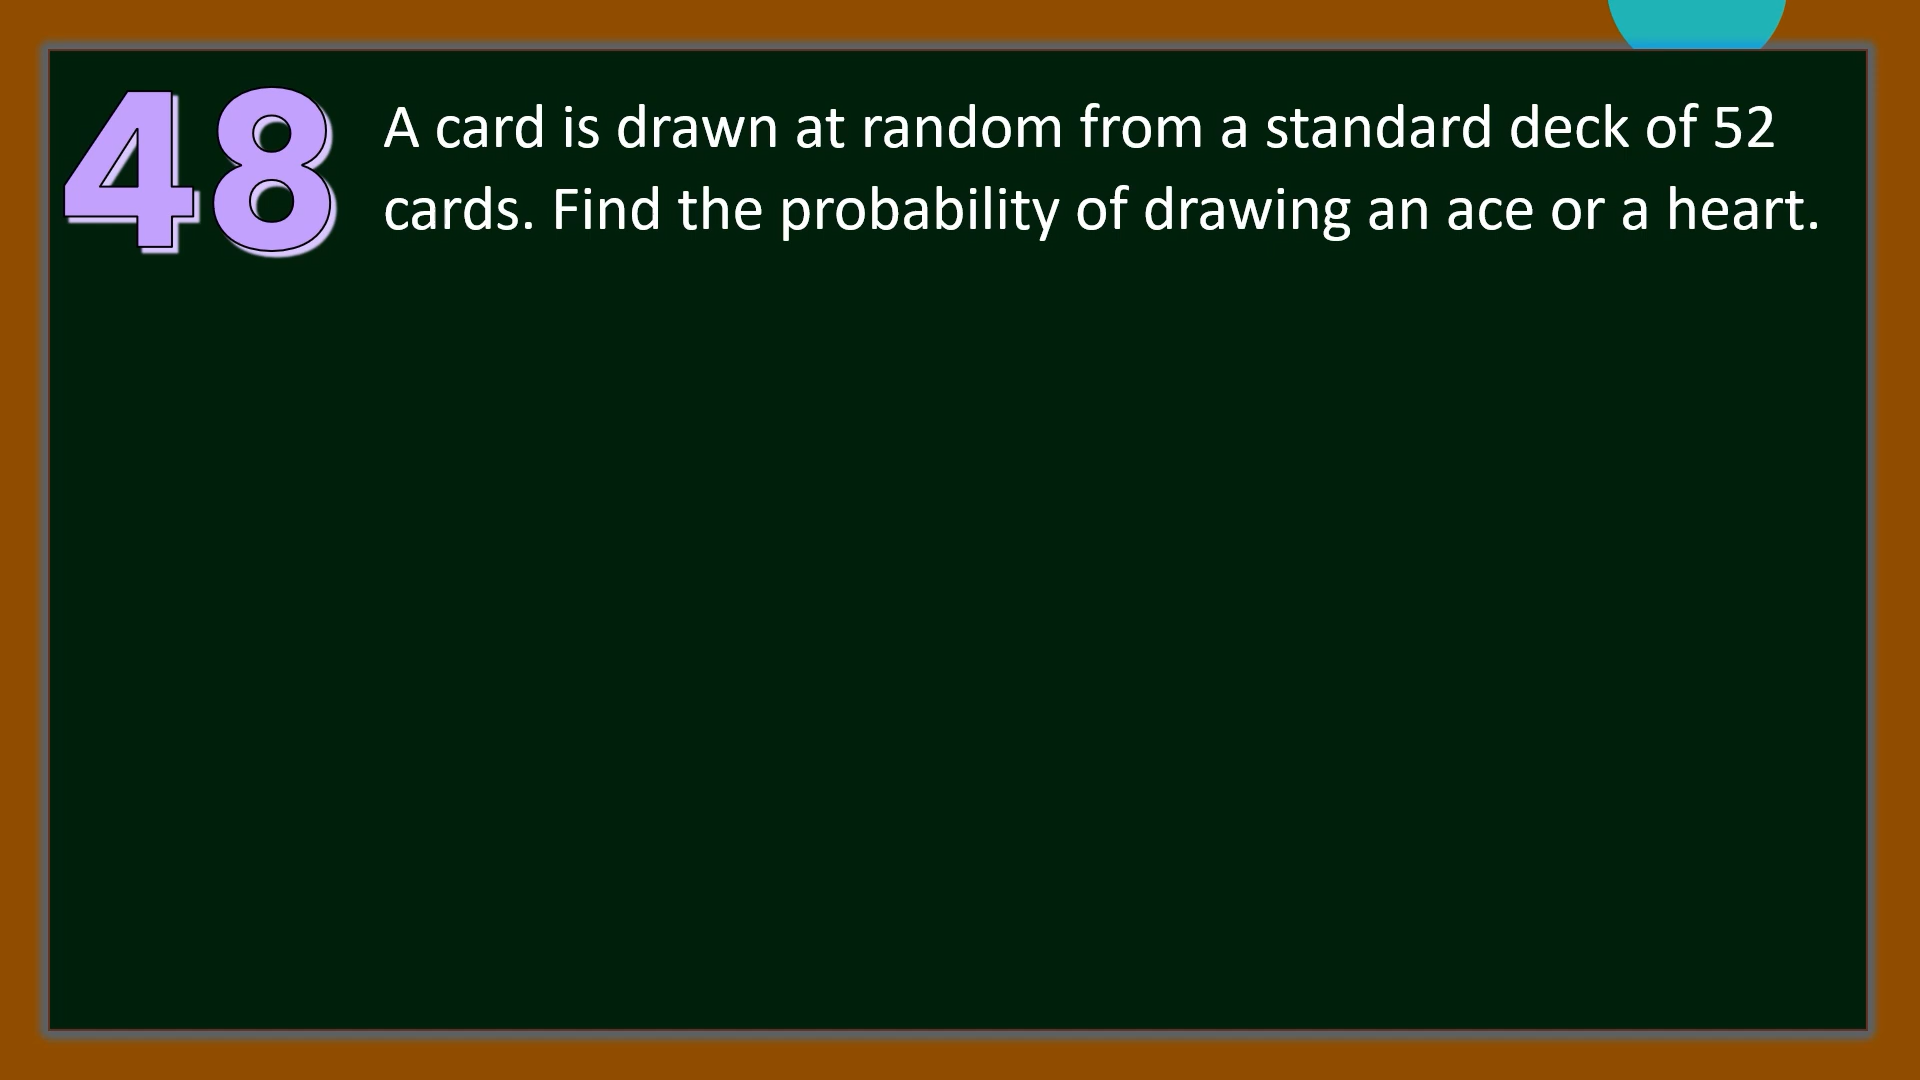 48
A card is drawn at random from a standard deck of 52
cards. Find the probability of drawing an ace or a heart.